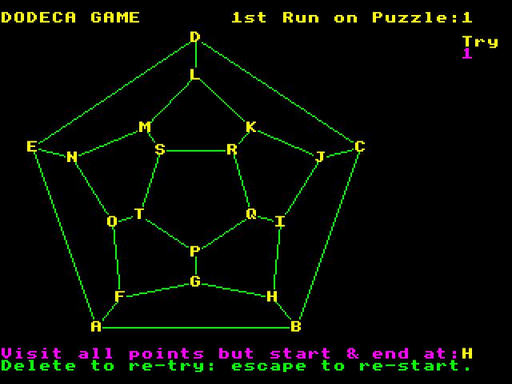 DODECA GAME 1st Run on Puzzle:1
D
Try
1
L
M K
E N S R J C
O T Q I
P
G
F H
A B
Visit all points but start & end at:H
Delete to re-try: escape to re-start.